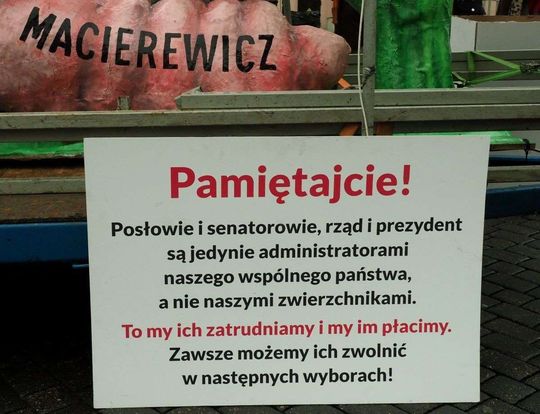 MACIEREWICZ
Pamiętajcie!
Posłowie i senatorowie, rząd i prezydent
są jedynie administratorami
naszego wspólnego państwa,
a nie naszymi zwierzchnikami.
To my ich zatrudniamy i my im płacimy.
Zawsze możemy ich zwolnić
w następnych wyborach!